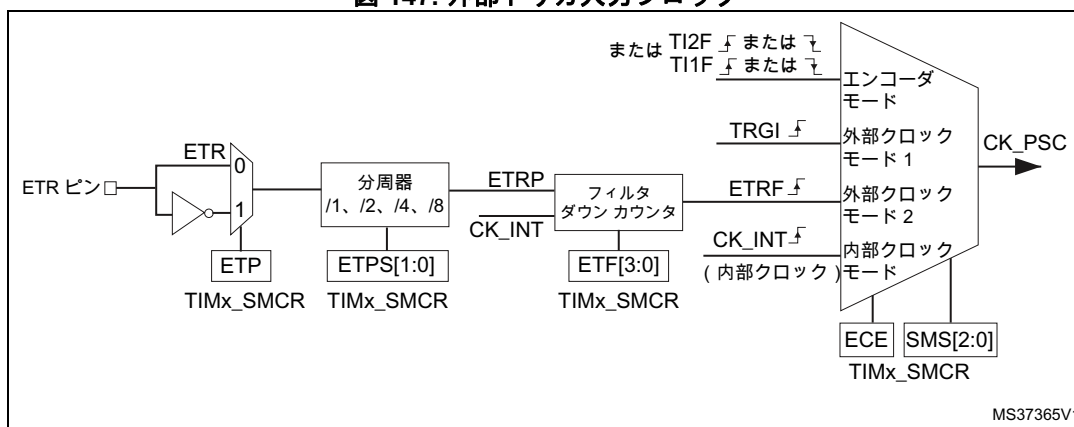 図 147. 外部トリガ入力クロック
または TI2F または
TI1F または
エンコーダ
モード
TRGI
外部クロック
モード 1
CK_PSC
ETR
0
1
ETR ピン
分周器
/1、/2、/4、/8
ETRP
CK_INT
フィルタ
ダウン カウンタ
ETRF
外部クロック
モード 2
CK_INT
(内部クロック)
内部クロック
モード
ETP
TIMx_SMCR
ETPS[1:0]
TIMx_SMCR
ETF[3:0]
TIMx_SMCR
ECE
SMS[2:0]
TIMx_SMCR